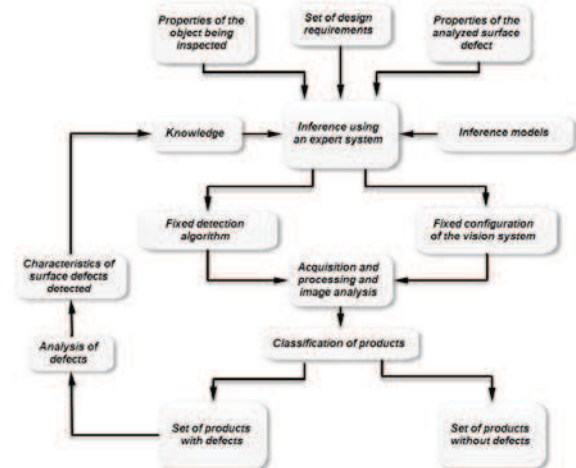 Properties of the
object being
inspected
Set of design
requirements
Properties of the
analyzed surface
defect
Knowledge
Inference using
an expert system
Inference models
Fixed detection
algorithm
Fixed configuration
of the vision system
Characteristics of
surface defects
detected
Acquisition and
processing and
image analysis
Analysis of
defects
Classification of products
Set of products
with defects
Set of products
without defects